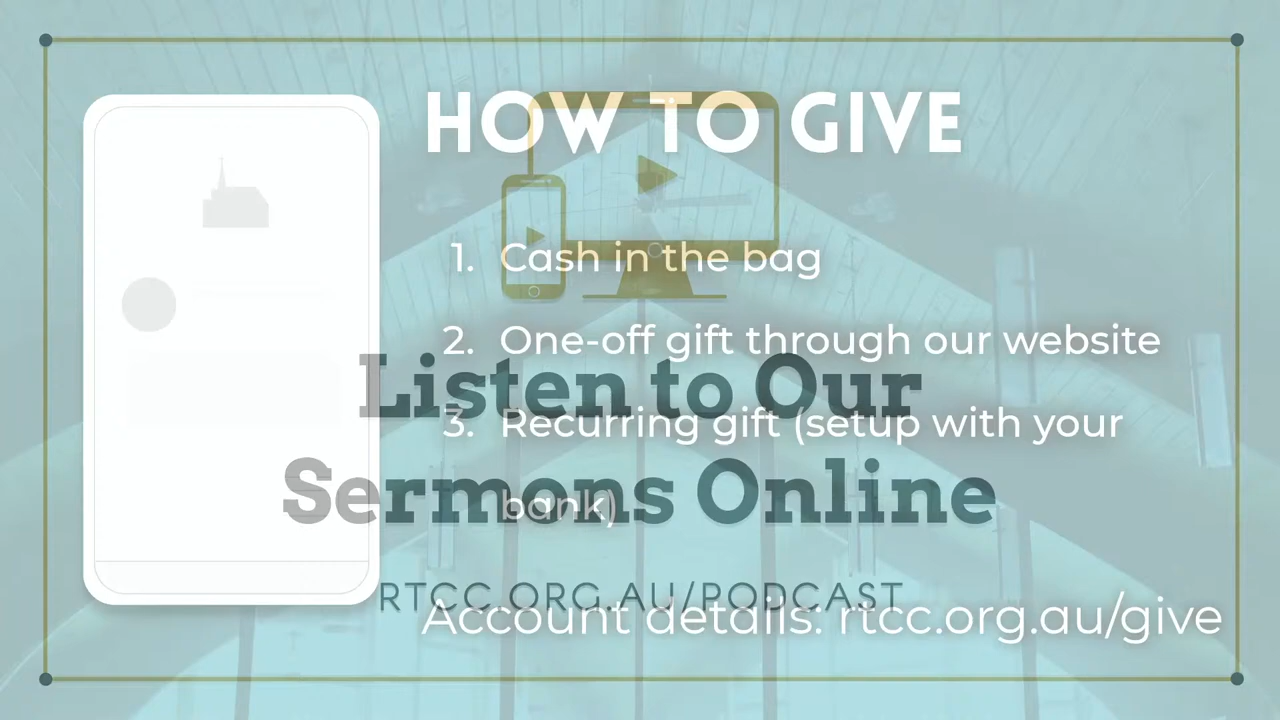 HOW TO GIVE
1. Cash in the bag
2. One-off gift through our website
3. Recurring gift (setup with your
bank)
Account details: rtcc.org.au/give
Listen to Our
Sermons Online
RTCC.ORG.AU/PODCAST